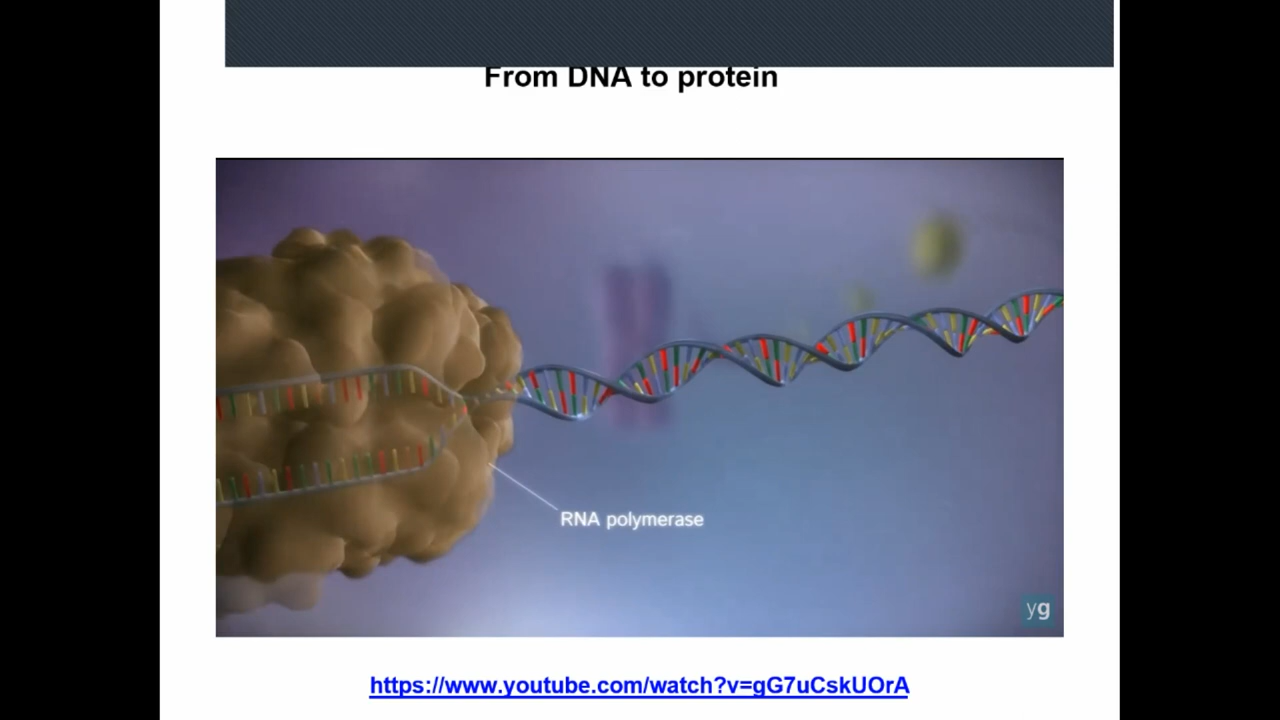 From DNA to protein
RNA polymerase
yg
https://www.youtube.com/watch?v=gG7uCskUOrA